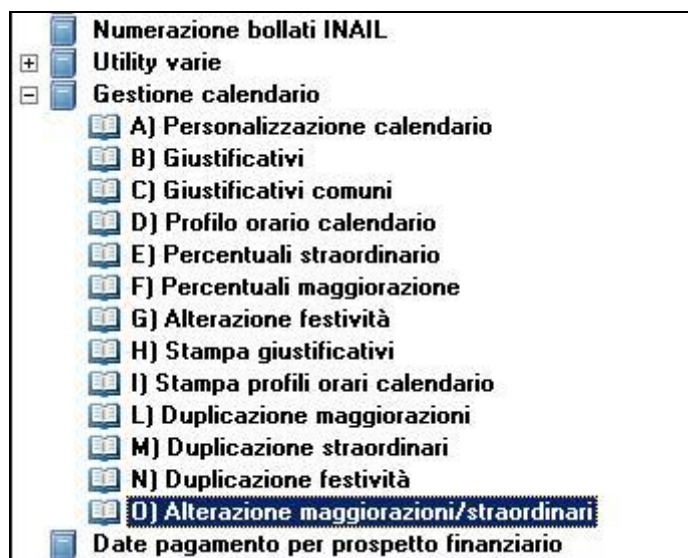 Numerazione bollati INAIL
Utility varie
Gestione calendario
A) Personalizzazione calendario
B) Giustificativi
C) Giustificativi comuni
D) Profilo orario calendario
E) Percentuali straordinario
F) Percentuali maggiorazione
G) Alterazione festività
H) Stampa giustificativi
I) Stampa profili orari calendario
L) Duplicazione maggiorazioni
M) Duplicazione straordinari
N) Duplicazione festività
O) Alterazione maggiorazioni/straordinari
Date pagamento per prospetto finanziario